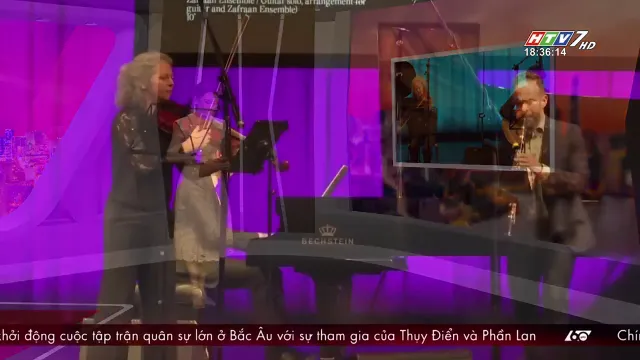 Zafraan Ensemble / Guitar solo, arrangement for
guitar and Zafraan Ensemble)
10'
HTV7 HD
18:36:14
BECHSTEIN
khởi động cuộc tập trận quân sự lớn ở Bắc Âu với sự tham gia của Thụy Điển và Phần Lan